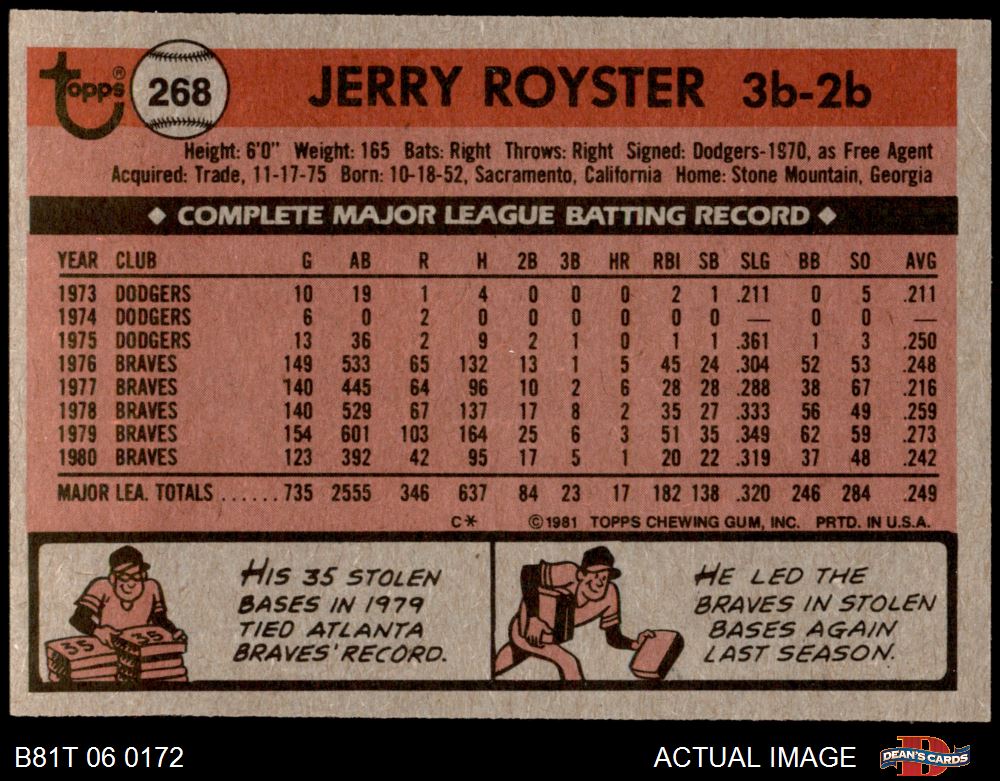 Topps® 268 JERRY ROYSTER 3b-2b
Height: 6'0" Weight: 165 Bats: Right Throws: Right Signed: Dodgers-1970, as Free Agent
Acquired: Trade, 11-17-75 Born: 10-18-52, Sacramento, California Home: Stone Mountain, Georgia
◆ COMPLETE MAJOR LEAGUE BATTING RECORD ◆
YEAR CLUB G AB R H 2B 3B HR RBI SB SLG BB SO AVG
1973 DODGERS 10 19 1 4 0 0 0 2 1 .211 0 5 .211
1974 DODGERS 6 0 2 0 0 0 0 0 0 — 0 0 —
1975 DODGERS 13 36 2 9 2 1 0 1 1 .361 1 3 .250
1976 BRAVES 149 533 65 132 13 1 5 45 24 .304 52 53 .248
1977 BRAVES 140 445 64 96 10 2 6 28 28 .288 38 67 .216
1978 BRAVES 140 529 67 137 17 8 2 35 27 .333 56 49 .259
1979 BRAVES 154 601 103 164 25 6 3 51 35 .349 62 59 .273
1980 BRAVES 123 392 42 95 17 5 1 20 22 .319 37 48 .242
MAJOR LEA. TOTALS ...... 735 2555 346 637 84 23 17 182 138 .320 246 284 .249
C* ©1981 TOPPS CHEWING GUM, INC. PRTD. IN U.S.A.
35 35
HIS 35 STOLEN
BASES IN 1979
TIED ATLANTA
BRAVES' RECORD.
HE LED THE
BRAVES IN STOLEN
BASES AGAIN
LAST SEASON.
B81T 06 0172 ACTUAL IMAGE DEAN'S CARDS